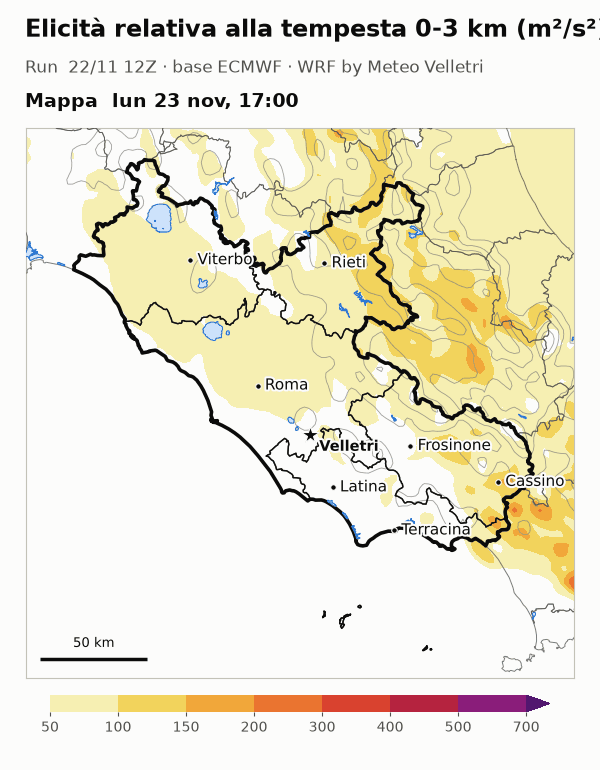 Elicità relativa alla tempesta 0-3 km (m²/s²)
Run 22/11 12Z · base ECMWF · WRF by Meteo Velletri
Mappa lun 23 nov, 17:00
Viterbo
Rieti
Roma
Velletri
Frosinone
Cassino
Latina
Terracina
50 km
50 100 150 200 300 400 500 700